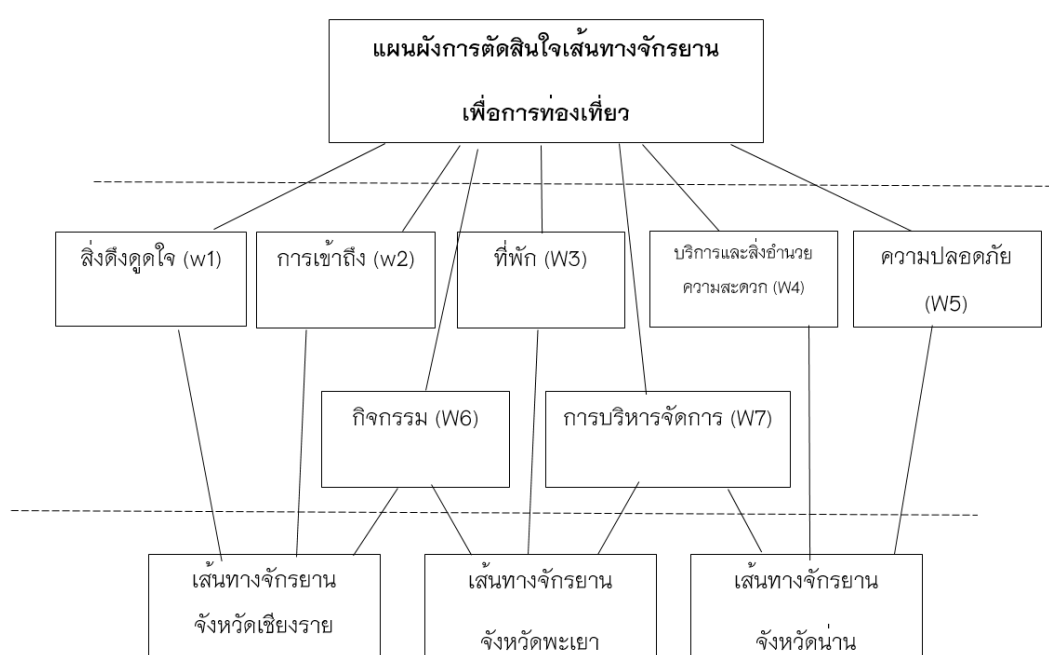 แผนผังการตัดสินใจเส้นทางจักรยาน
เพื่อการท่องเที่ยว
สิ่งดึงดูดใจ (w1)
การเข้าถึง (w2)
ที่พัก (W3)
บริการและสิ่งอำนวย
ความสะดวก (W4)
ความปลอดภัย
(W5)
กิจกรรม (W6)
การบริหารจัดการ (W7)
เส้นทางจักรยาน
จังหวัดเชียงราย
เส้นทางจักรยาน
จังหวัดพะเยา
เส้นทางจักรยาน
จังหวัดน่าน